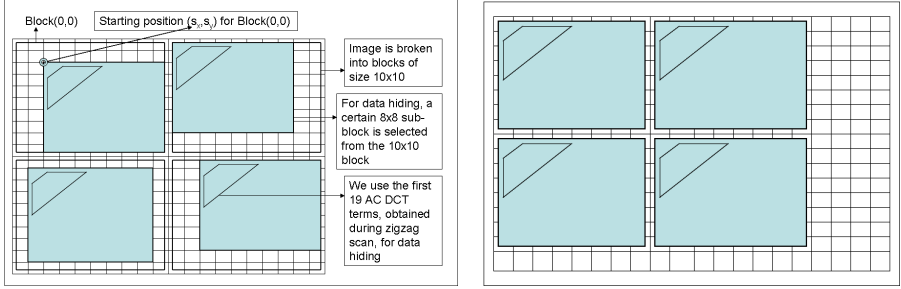 Block(0,0)
Starting position (sx,sy) for Block(0,0)
Image is broken
into blocks of
size 10x10
For data hiding, a
certain 8x8 sub-
block is selected
from the 10x10
block
We use the first
19 AC DCT
terms, obtained
during zigzag
scan, for data
hiding